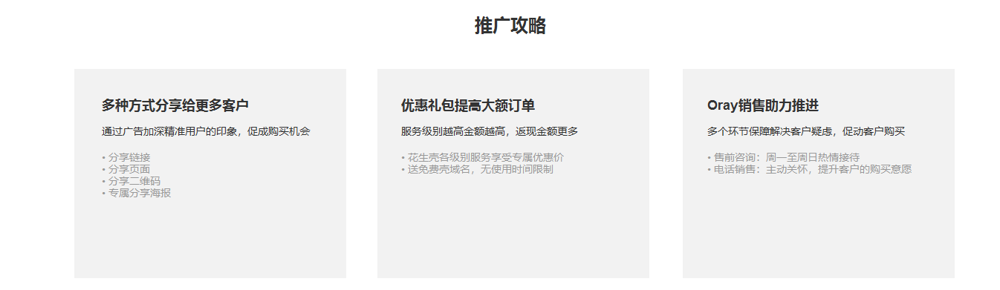 推广攻略
多种方式分享给更多客户
通过广告加深精准用户的印象，促成购买机会
• 分享链接
• 分享页面
• 分享二维码
• 专属分享海报
优惠礼包提高大额订单
服务级别越高金额越高，返现金额更多
• 花生壳各级别服务享受专属优惠价
• 送免费壳域名，无使用时间限制
Oray销售助力推进
多个环节保障解决客户疑虑，促动客户购买
• 售前咨询：周一至周日热情接待
• 电话销售：主动关怀，提升客户的购买意愿